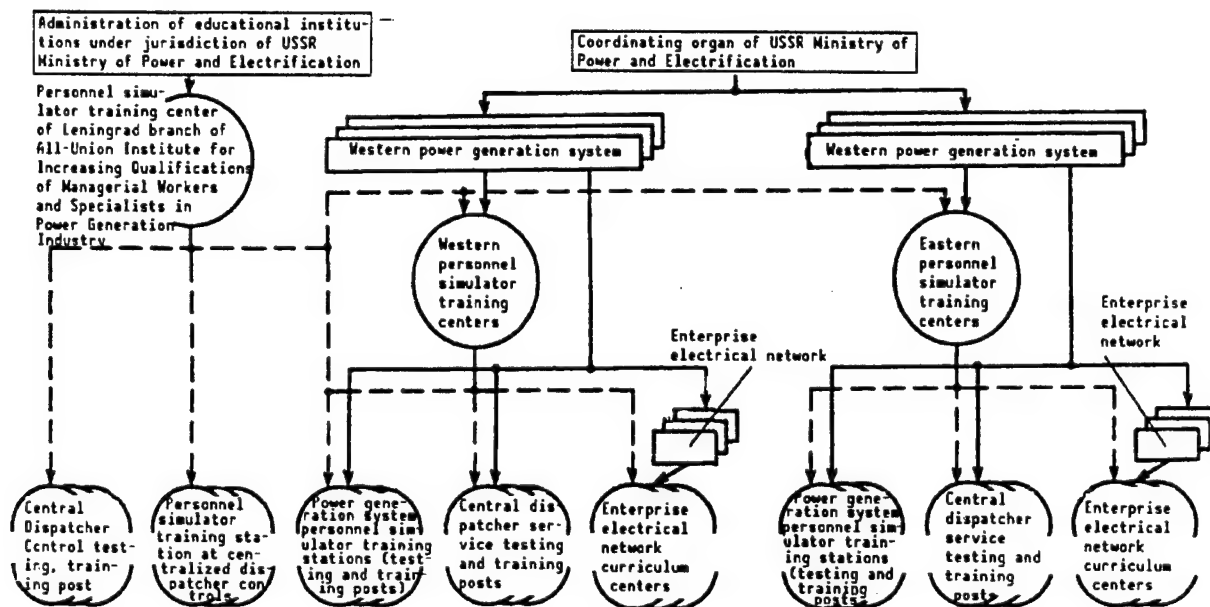 Administration of educational institu-
tions under jurisdiction of USSR
Ministry of Power and Electrification
Coordinating organ of USSR Ministry of
Power and Electrification
Personnel simu-
lator training center
of Leningrad branch of
All-Union Institute for
Increasing Qualifications
of Managerial Workers
and Specialists in
Power Generation
Industry
Western power generation system
Western power generation system
Western
personnel
simulator
training
centers
Eastern
personnel
simulator
training
centers
Enterprise
electrical network
Enterprise
electrical
network
Central
Dispatcher
Control test-
ing, train-
ing post
Personnel
simulator
training sta-
tion at cen-
tralized dis-
patcher con-
trols
Power gen-
eration system
personnel sim-
ulator training
stations (test-
ing and train-
ing posts)
Central dis-
patcher ser-
vice testing
and training
posts
Enterprise
electrical
network
curriculum
centers
Power gene-
ration system
personnel sim-
ulator train-
ing stations
(testing and
training
posts)
Central
dispatcher
service
testing and
training
posts
Enterprise
electrical
network
curriculum
centers